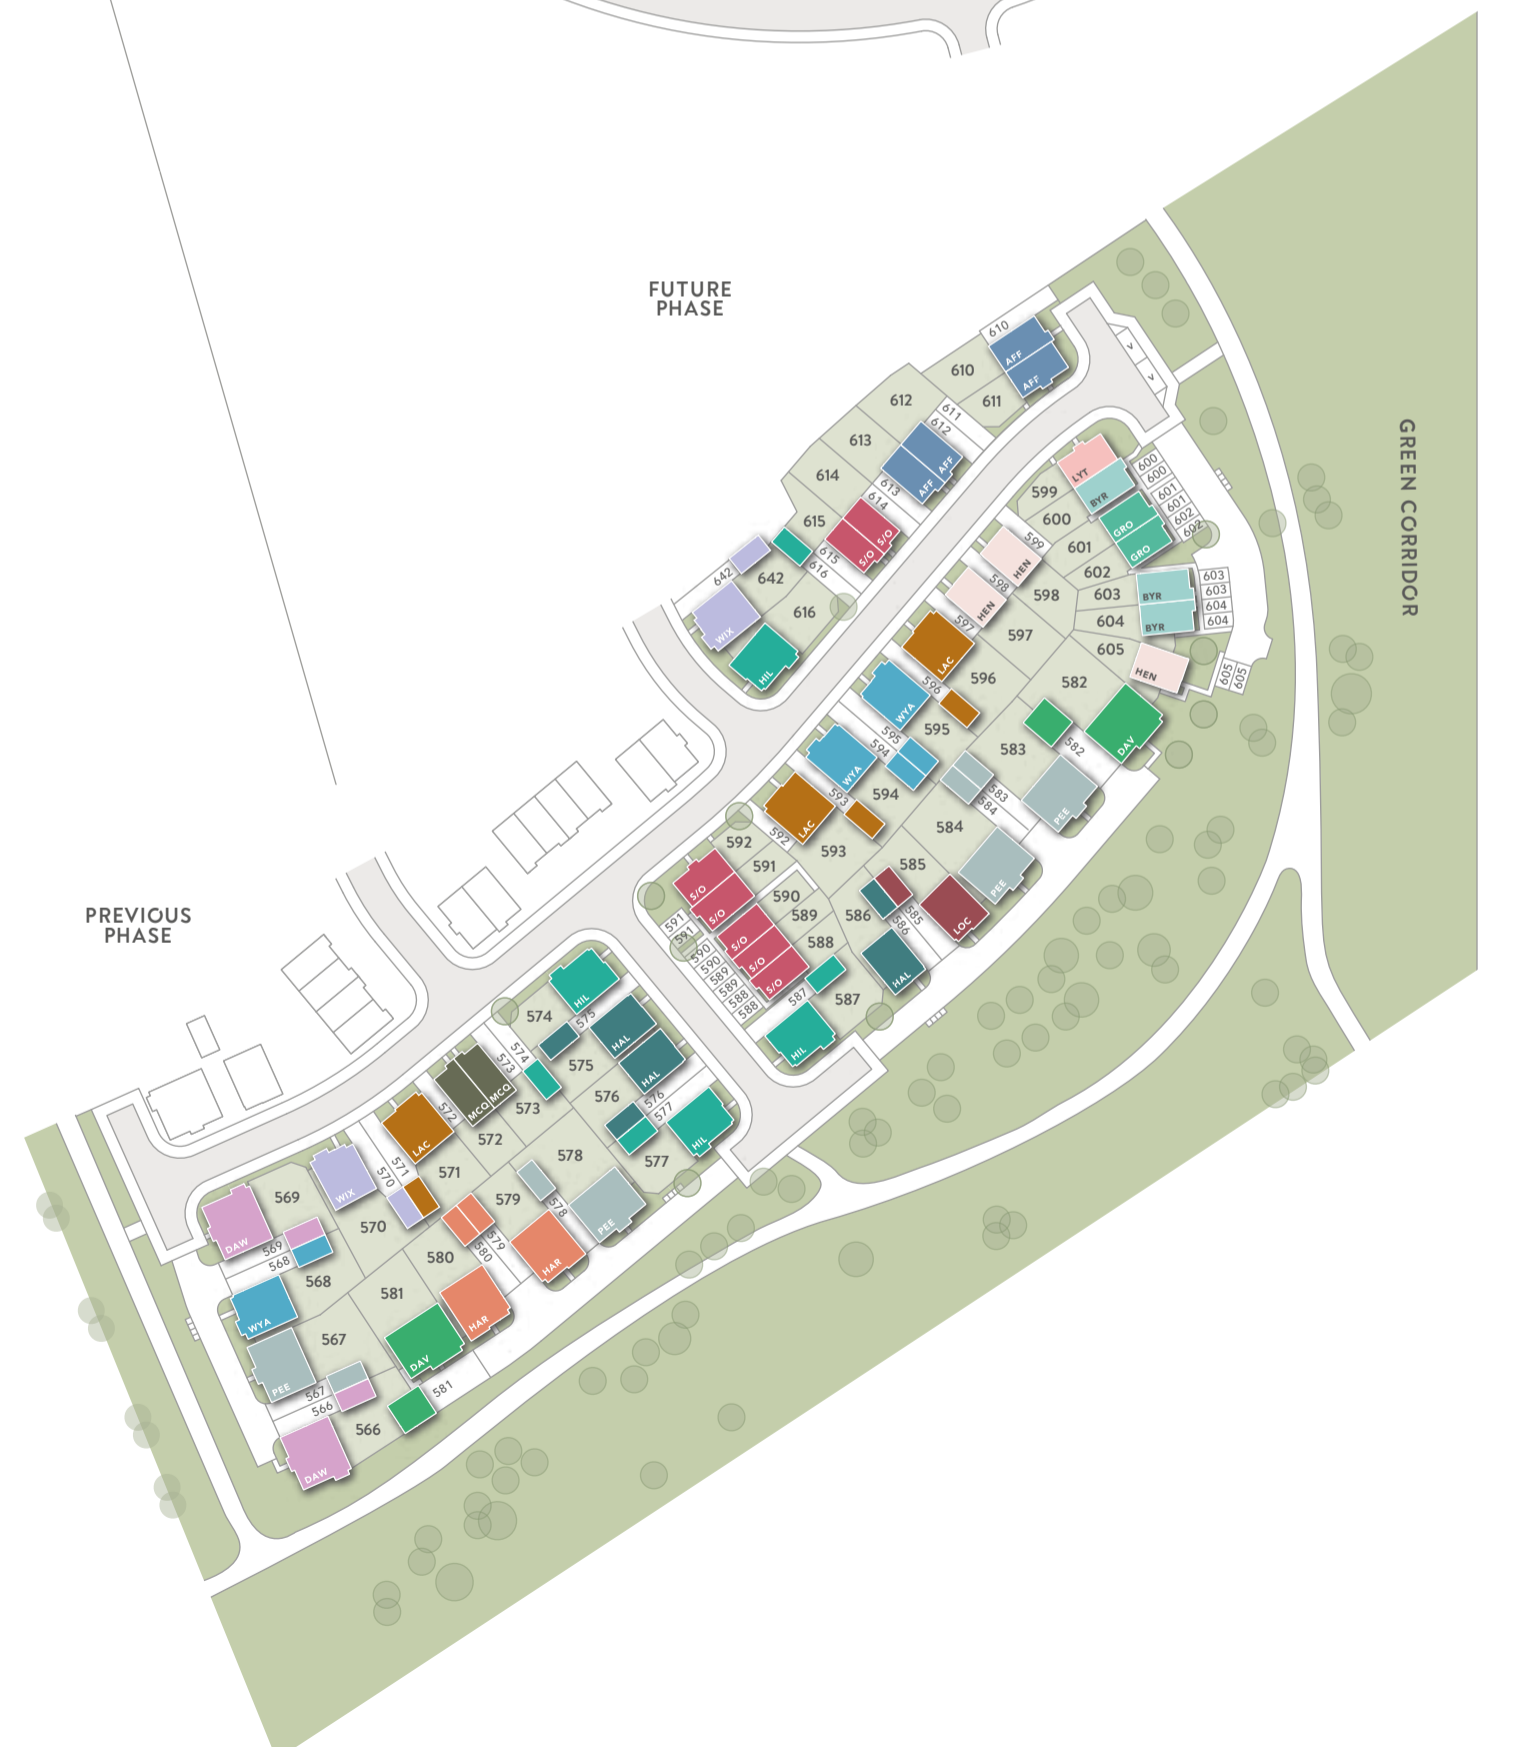 FUTURE
PHASE
GREEN CORRIDOR
PREVIOUS
PHASE
610
AFF
AFF
610
611
612
611
612
613
AFF
AFF
614
613
614
615
S/O
S/O
615
616
642
642
616
WIX
HIL
V
V
LYT
BYR
600
600
601
601
602
602
599
600
GRO
GRO
601
599
HEN
602
598
HEN
598
603
604
BYR
BYR
603
603
604
604
597
597
605
HEN
605
605
LAC
596
596
582
DAV
582
WYA
595
595
594
583
583
584
PEE
WYA
594
593
LAC
592
593
584
PEE
592
591
590
589
588
S/O
S/O
S/O
S/O
S/O
591
591
590
590
589
589
588
588
585
585
586
586
LOC
HAL
587
587
HIL
HIL
574
575
574
573
HAL
HAL
575
576
576
577
HIL
577
MCQ
MCQ
573
572
572
LAC
571
571
570
WIX
570
578
578
PEE
579
579
580
HAR
580
HAR
569
DAW
569
568
568
WYA
581
DAV
581
567
PEE
567
566
566
DAW